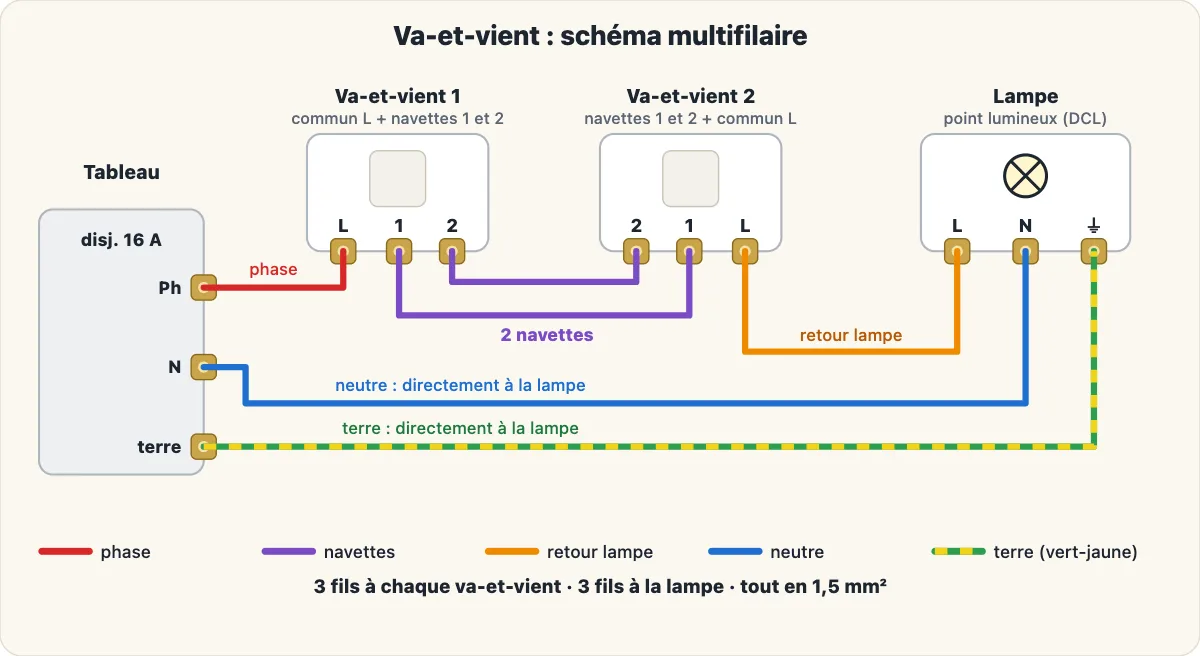 Va-et-vient : schéma multifilaire
Va-et-vient 1
commun L + navettes 1 et 2
Va-et-vient 2
navettes 1 et 2 + commun L
Lampe
point lumineux (DCL)
Tableau
disj. 16 A
L 1 2
2 1 L
L N ⏚
Ph
phase
2 navettes
retour lampe
N
neutre : directement à la lampe
terre : directement à la lampe
terre
phase
navettes
retour lampe
neutre
terre (vert-jaune)
3 fils à chaque va-et-vient · 3 fils à la lampe · tout en 1,5 mm²